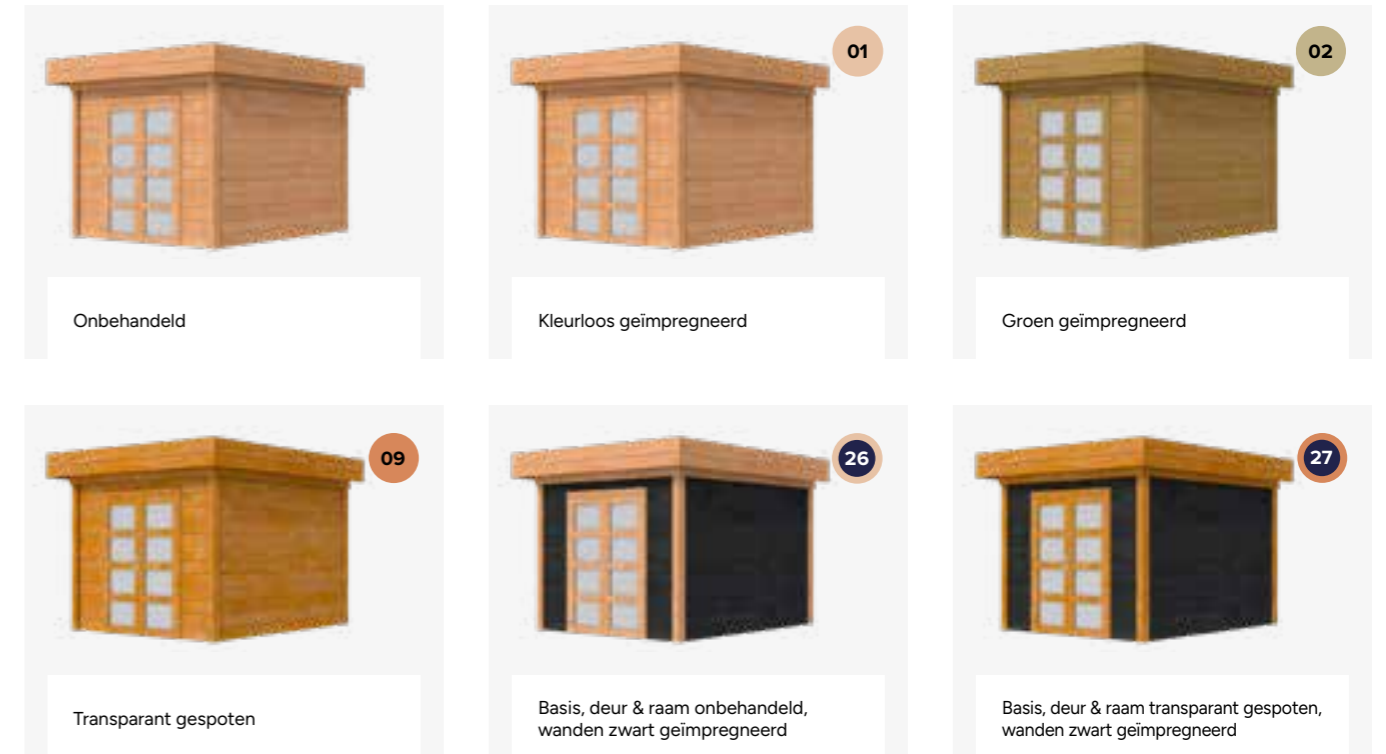 01
02
Onbehandeld
Kleurloos geïmpregneerd
Groen geïmpregneerd
09
26
27
Transparant gespoten
Basis, deur & raam onbehandeld,
wanden zwart geïmpregneerd
Basis, deur & raam transparant gespoten,
wanden zwart geïmpregneerd